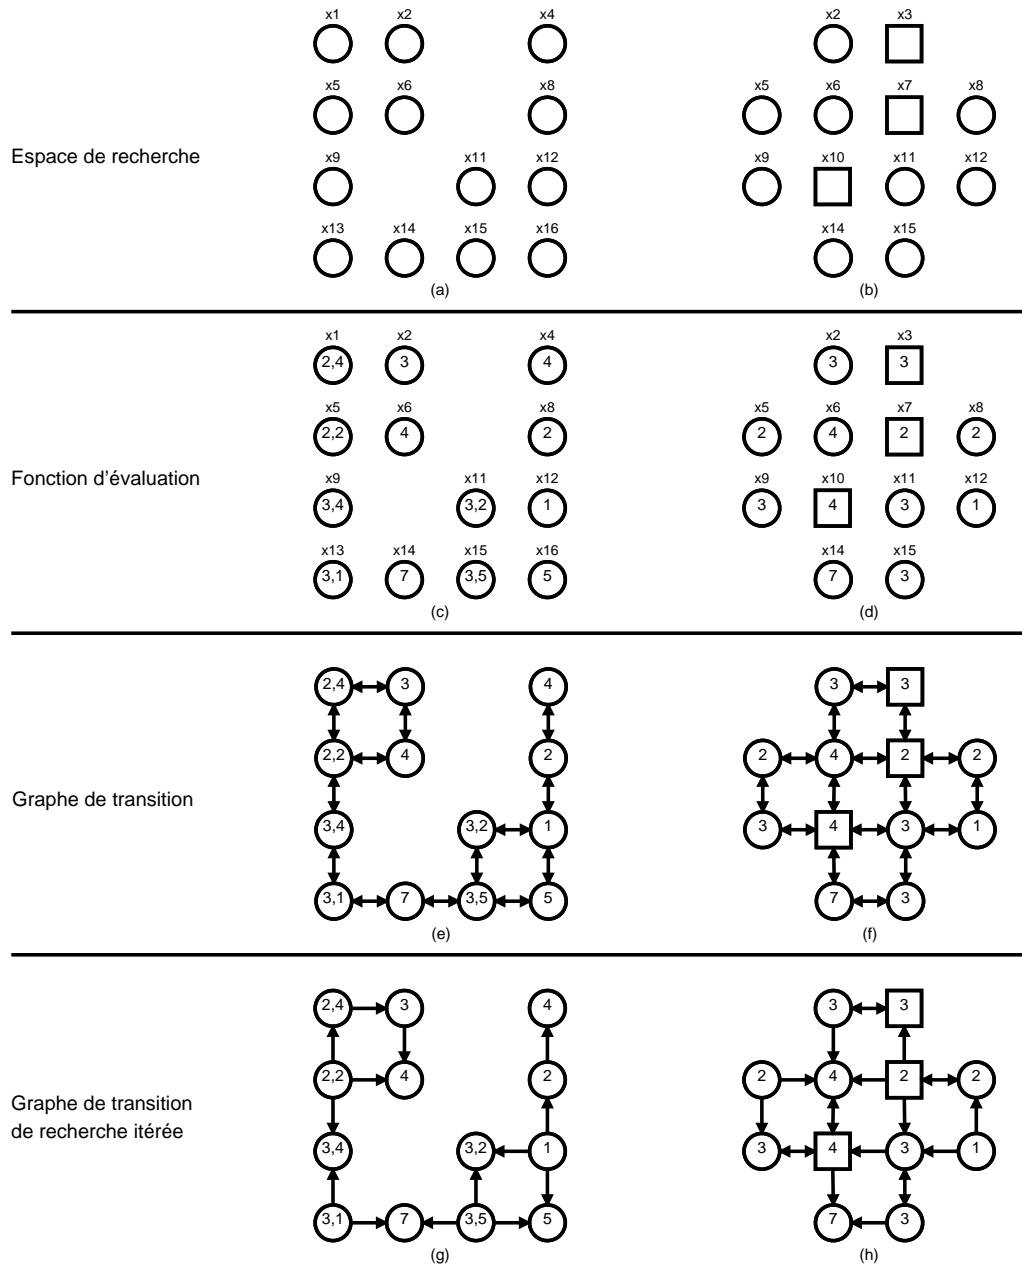 x1 x2 x4 x2 x3
x5 x6 x8 x5 x6 x7 x8
Espace de recherche
x9 x11 x12 x9 x10 x11 x12
x13 x14 x15 x16 x14 x15
(a) (b)
x1 x2 x4 x2 x3
2,4 3 4 3 3
x5 x6 x8 x5 x6 x7 x8
2,2 4 2 2 4 2 2
Fonction d'évaluation
x9 x11 x12 x9 x10 x11 x12
3,4 3,2 1 3 4 3 1
x13 x14 x15 x16 x14 x15
3,1 7 3,5 5 7 3
(c) (d)
2,4 3 4 3 3
2,2 4 2 2 4 2 2
Graphe de transition
3,4 3,2 1 3 4 3 1
3,1 7 3,5 5 7 3
(e) (f)
2,4 3 4 3 3
2,2 4 2 2 4 2 2
Graphe de transition
de recherche itérée
3,4 3,2 1 3 4 3 1
3,1 7 3,5 5 7 3
(g) (h)